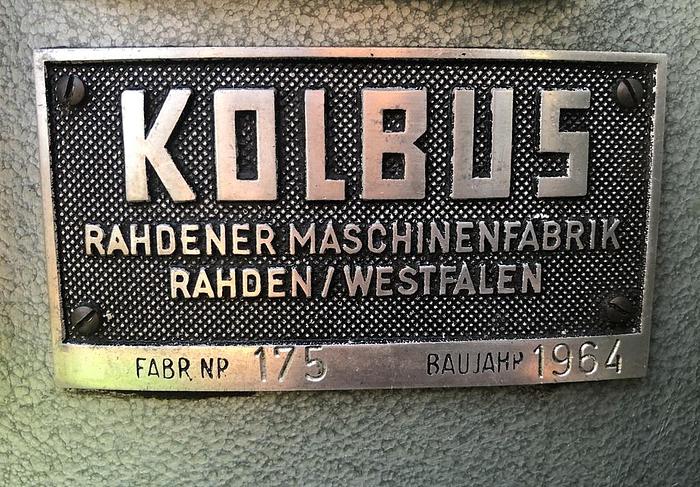 KOLBUS
RAHDENER MASCHINENFABRIK
RAHDEN/WESTFALEN
FABR. NR. 175 BAUJAHR 1964